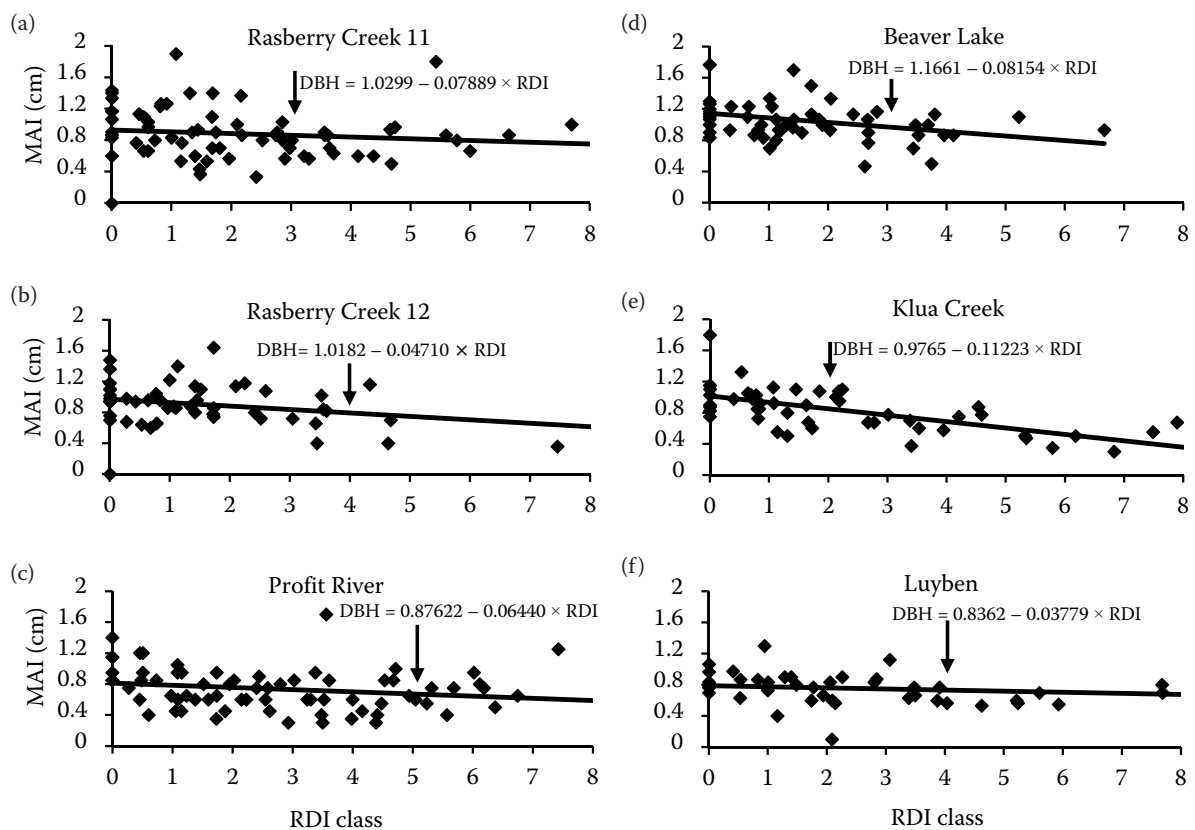 (a)
Rasberry Creek 11
DBH = 1.0299 – 0.07889 × RDI
MAI (cm)
2
1.6
1.2
0.8
0.4
0
0 1 2 3 4 5 6 7 8
(b)
Rasberry Creek 12
DBH= 1.0182 – 0.04710 × RDI
MAI (cm)
2
1.6
1.2
0.8
0.4
0
0 1 2 3 4 5 6 7 8
(c)
Profit River
DBH = 0.87622 – 0.06440 × RDI
MAI (cm)
2
1.6
1.2
0.8
0.4
0
0 1 2 3 4 5 6 7 8
RDI class
(d)
Beaver Lake
DBH = 1.1661 – 0.08154 × RDI
2
1.6
1.2
0.8
0.4
0
0 1 2 3 4 5 6 7 8
(e)
Klua Creek
DBH = 0.9765 – 0.11223 × RDI
2
1.6
1.2
0.8
0.4
0
0 1 2 3 4 5 6 7 8
(f)
Luyben
DBH = 0.8362 – 0.03779 × RDI
2
1.6
1.2
0.8
0.4
0
0 1 2 3 4 5 6 7 8
RDI class